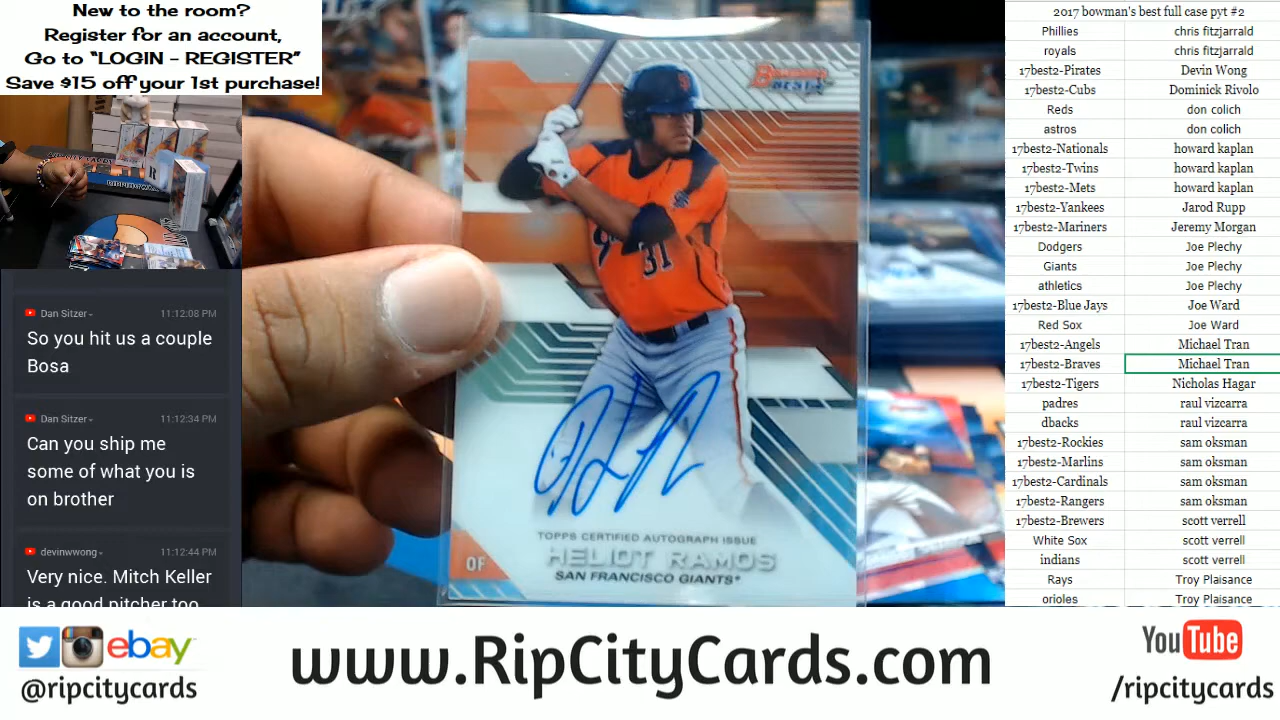 New to the room?
Register for an account,
Go to “LOGIN - REGISTER”
Save $15 off your 1st purchase!
Dan Sitzer 11:12:08 PM
So you hit us a couple
Bosa
Dan Sitzer 11:12:34 PM
Can you ship me
some of what you is
on brother
devinwwong 11:12:44 PM
Very nice. Mitch Keller
is a good pitcher too
Bowman's
BEST
31
TOPPS CERTIFIED AUTOGRAPH ISSUE
HELIOT RAMOS
OF
SAN FRANCISCO GIANTS
2017 bowman's best full case pyt #2
Phillies chris fitzjarrald
royals chris fitzjarrald
17best2-Pirates Devin Wong
17best2-Cubs Dominick Rivolo
Reds don colich
astros don colich
17best2-Nationals howard kaplan
17best2-Twins howard kaplan
17best2-Mets howard kaplan
17best2-Yankees Jarod Rupp
17best2-Mariners Jeremy Morgan
Dodgers Joe Plechy
Giants Joe Plechy
athletics Joe Plechy
17best2-Blue Jays Joe Ward
Red Sox Joe Ward
17best2-Angels Michael Tran
17best2-Braves Michael Tran
17best2-Tigers Nicholas Hagar
padres raul vizcarra
dbacks raul vizcarra
17best2-Rockies sam oksman
17best2-Marlins sam oksman
17best2-Cardinals sam oksman
17best2-Rangers sam oksman
17best2-Brewers scott verrell
White Sox scott verrell
indians scott verrell
Rays Troy Plaisance
orioles Troy Plaisance
ebay
@ripcitycards
www.RipCityCards.com
YouTube
/ripcitycards